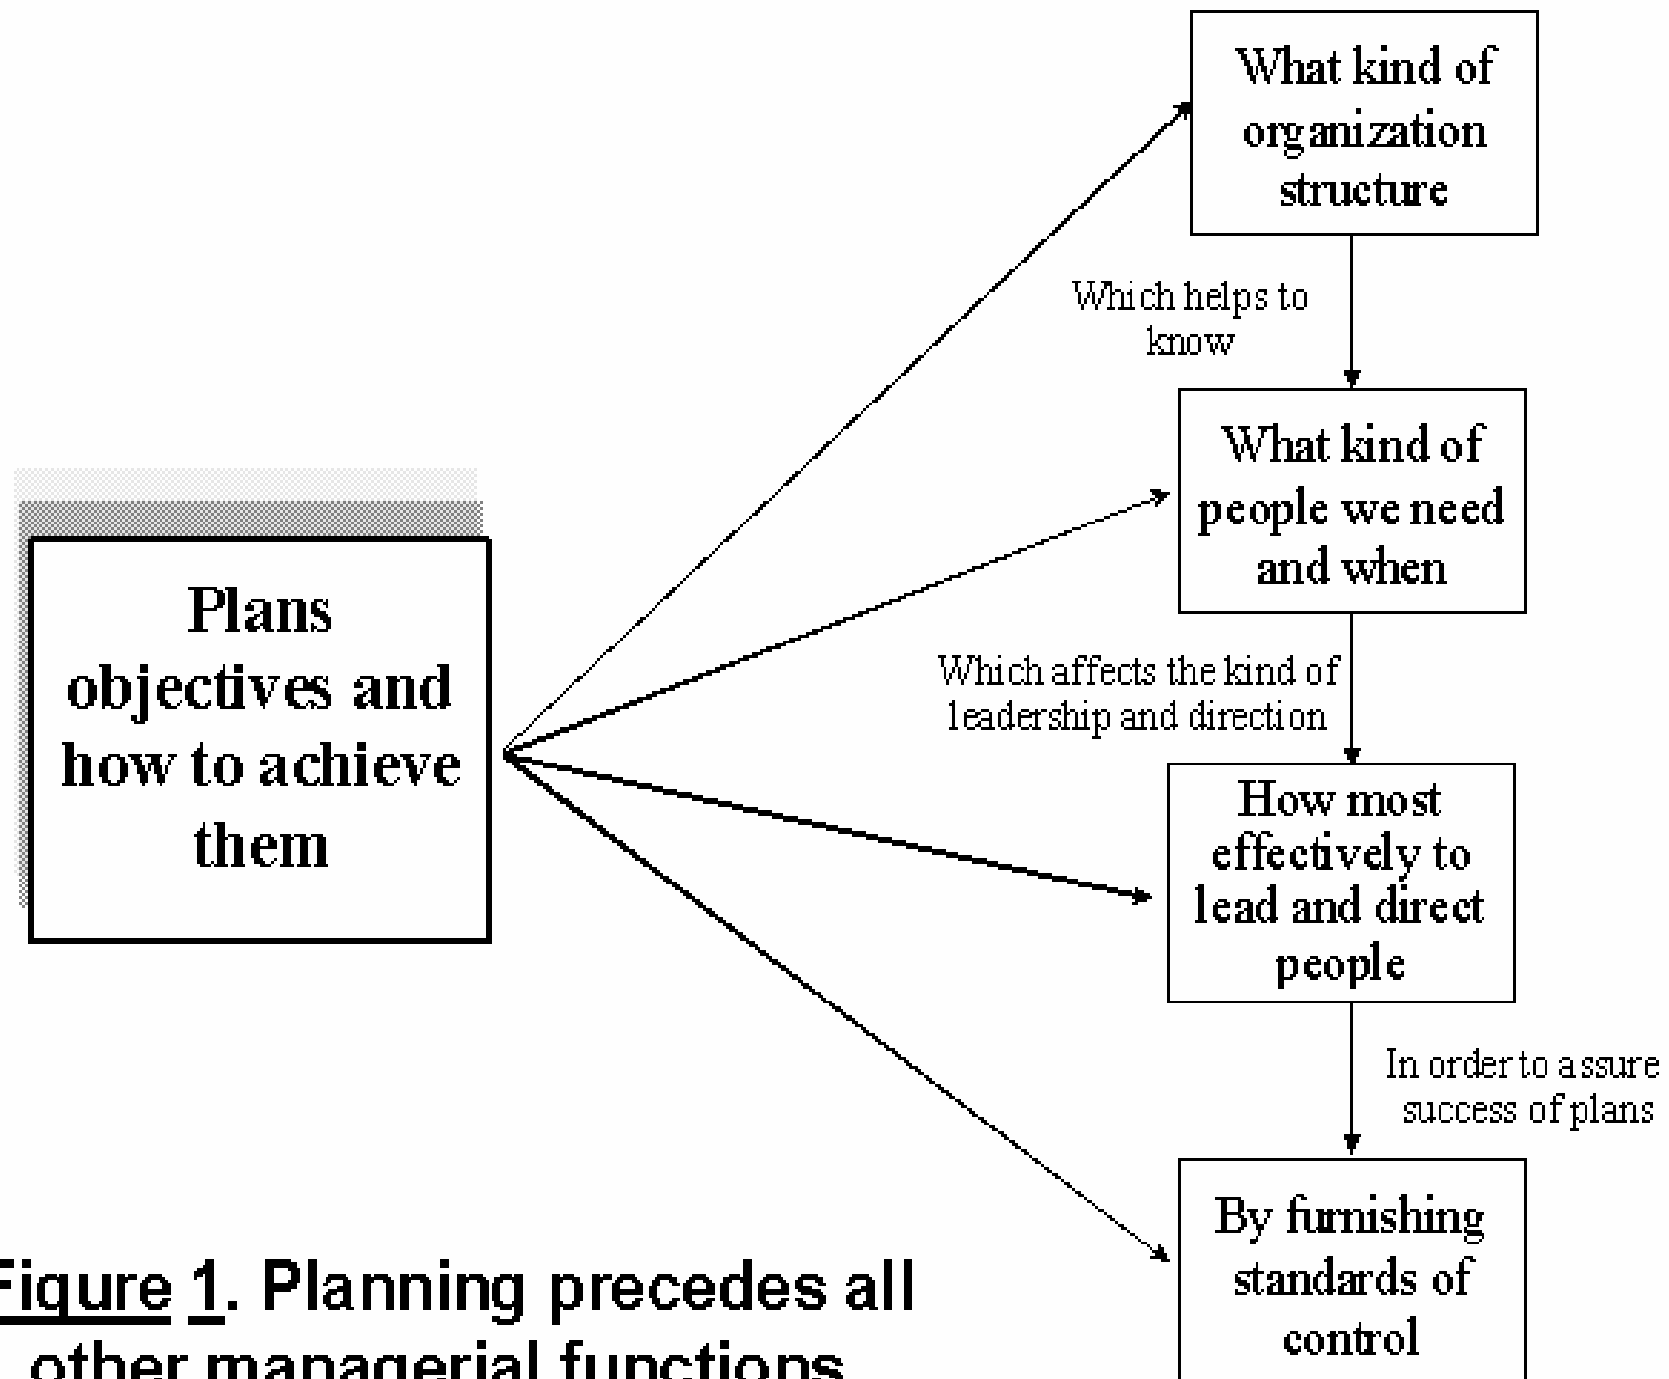 What kind of
organization
structure
Which helps to
know
What kind of
people we need
and when
Which affects the kind of
leadership and direction
Plans
objectives and
how to achieve
them
How most
effectively to
lead and direct
people
In order to assure
success of plans
By furnishing
standards of
control
Figure 1. Planning precedes all
other managerial functions